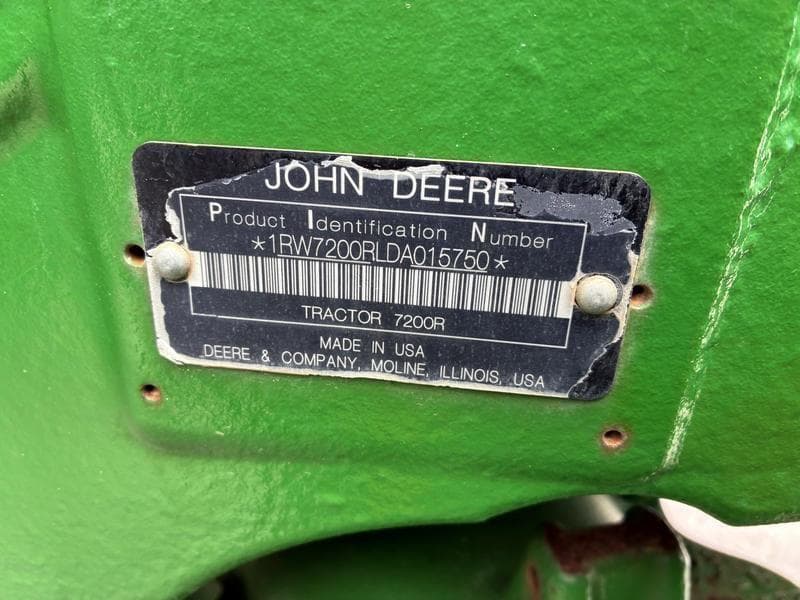 JOHN DEERE
Product Identification Number
*1RW7200RLDA015750*
TRACTOR 7200R
MADE IN USA
DEERE & COMPANY, MOLINE, ILLINOIS, USA